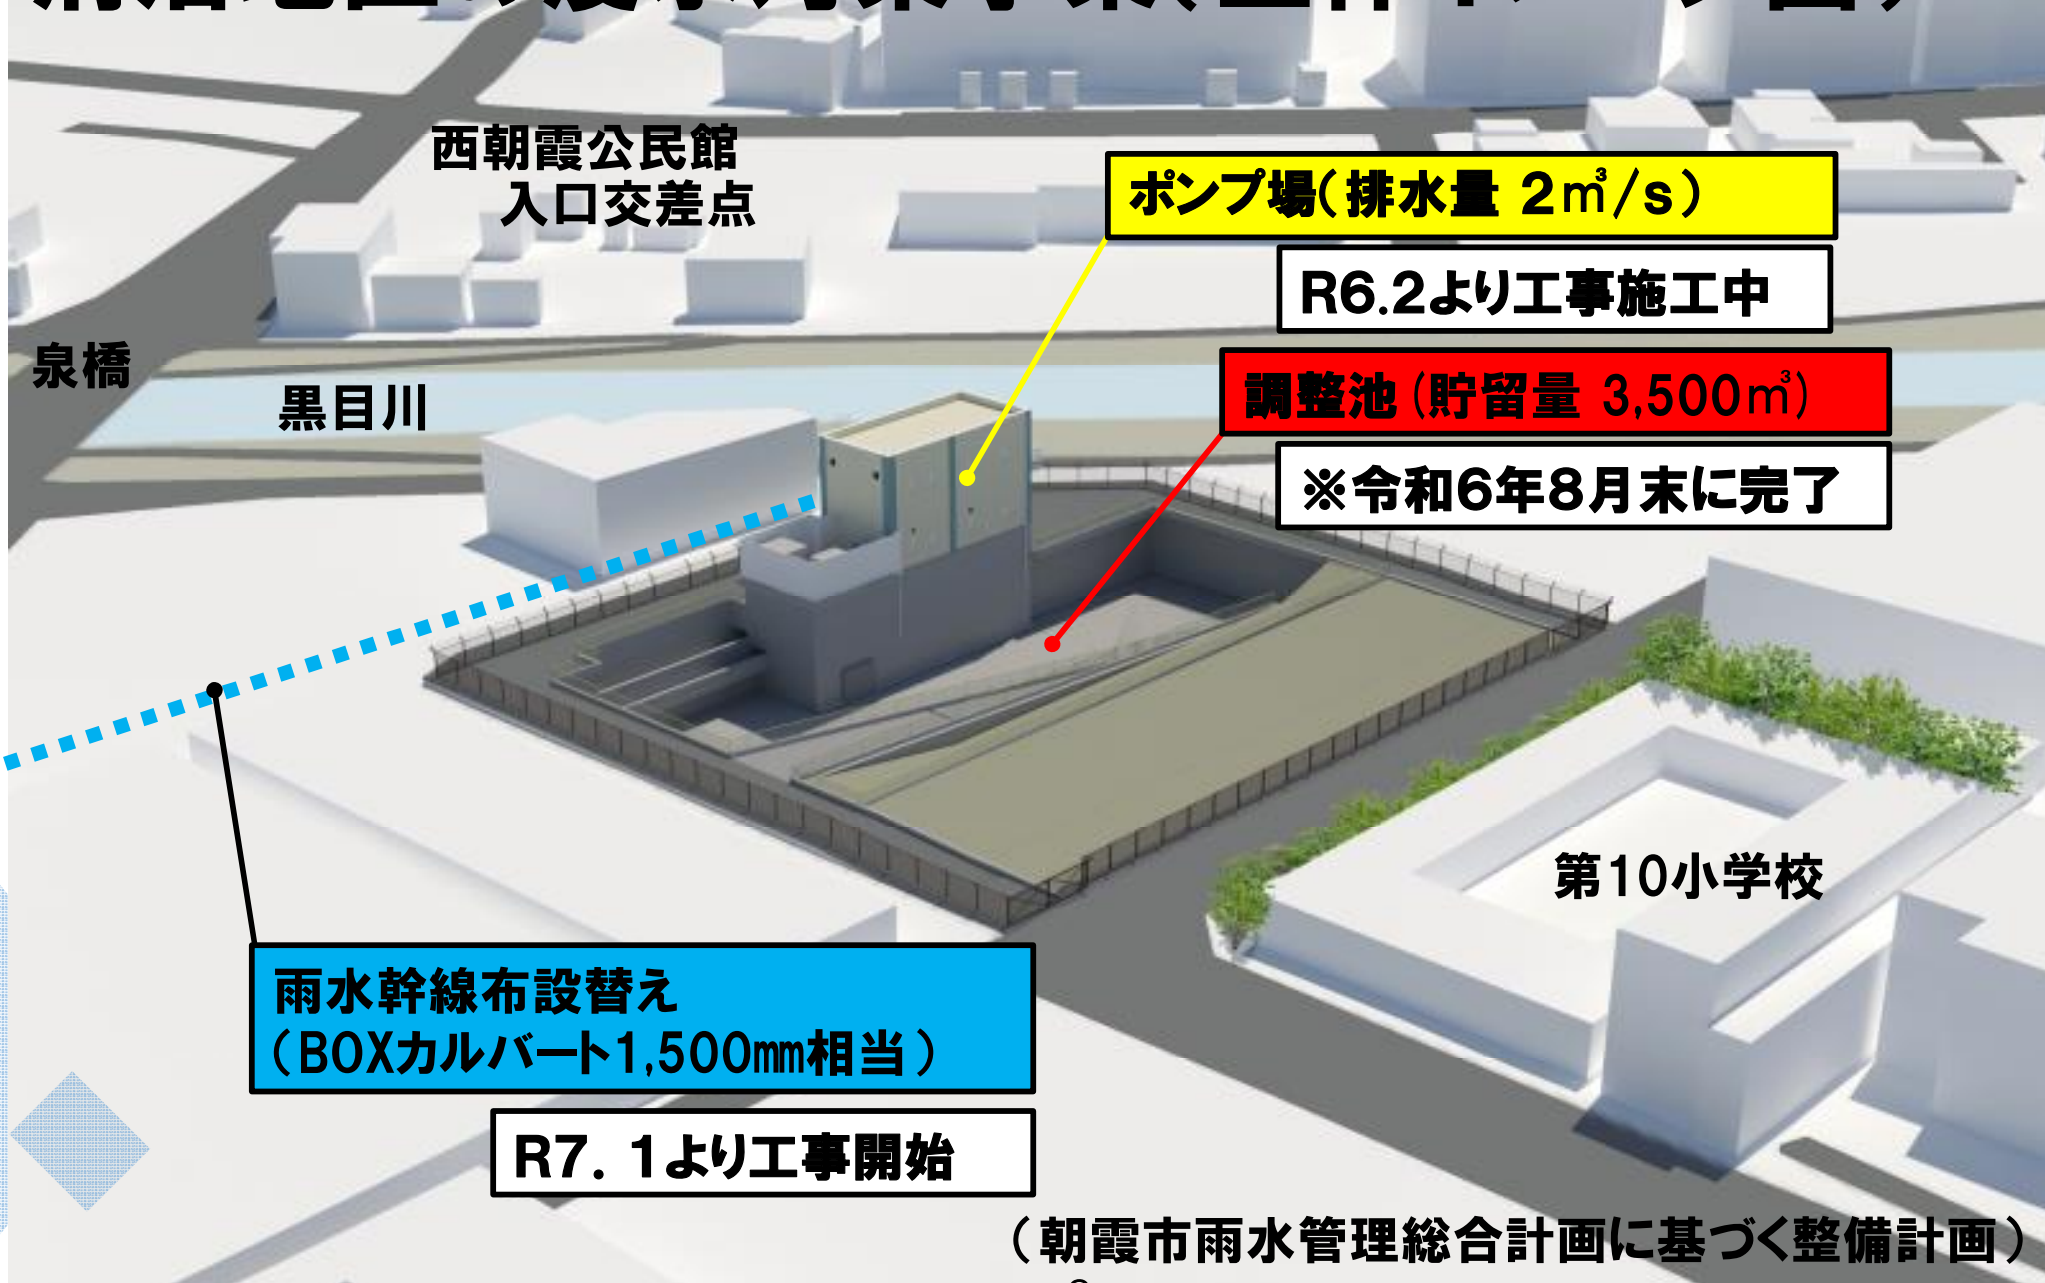 西朝霞公民館
入口交差点
ポンプ場(排水量 2㎥/s)
R6.2より工事施工中
泉橋
黒目川
調整池(貯留量 3,500㎥)
※令和6年8月末に完了
第10小学校
雨水幹線布設替え
(BOXカルバート1,500㎜相当)
R7.1より工事開始
(朝霞市雨水管理総合計画に基づく整備計画)